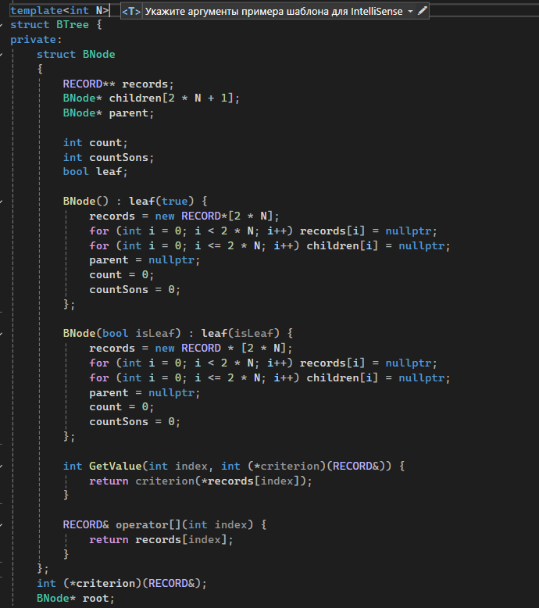 template<int N> <T> Укажите аргументы примера шаблона для IntelliSense
struct BTree {
private:
    struct BNode
    {
        RECORD** records;
        BNode* children[2 * N + 1];
        BNode* parent;

        int count;
        int countSons;
        bool leaf;

        BNode() : leaf(true) {
            records = new RECORD*[2 * N];
            for (int i = 0; i < 2 * N; i++) records[i] = nullptr;
            for (int i = 0; i <= 2 * N; i++) children[i] = nullptr;
            parent = nullptr;
            count = 0;
            countSons = 0;
        };

        BNode(bool isLeaf) : leaf(isLeaf) {
            records = new RECORD * [2 * N];
            for (int i = 0; i < 2 * N; i++) records[i] = nullptr;
            for (int i = 0; i <= 2 * N; i++) children[i] = nullptr;
            parent = nullptr;
            count = 0;
            countSons = 0;
        };

        int GetValue(int index, int (*criterion)(RECORD&)) {
            return criterion(*records[index]);
        }

        RECORD& operator[](int index) {
            return records[index];
        }
    };
    int (*criterion)(RECORD&);
    BNode* root;